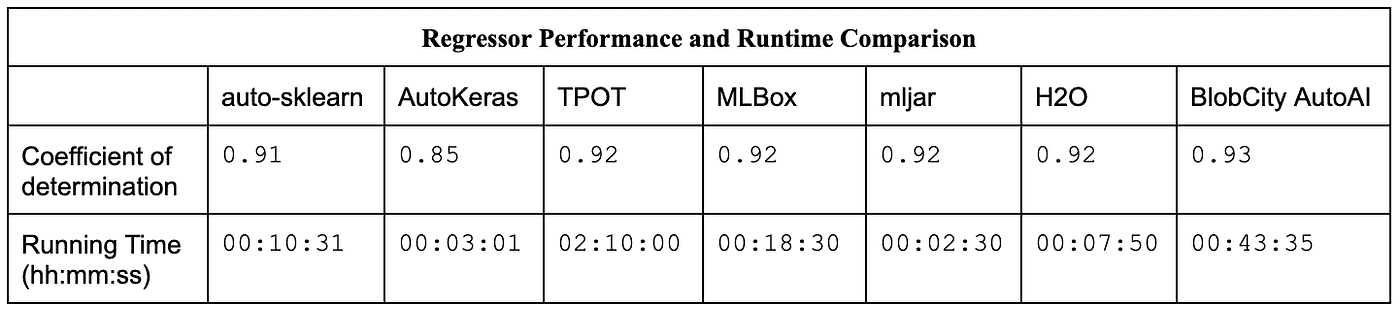 Regressor Performance and Runtime Comparison
auto-sklearn AutoKeras TPOT MLBox mljar H2O BlobCity AutoAI
Coefficient of determination 0.91 0.85 0.92 0.92 0.92 0.92 0.93
Running Time (hh:mm:ss) 00:10:31 00:03:01 02:10:00 00:18:30 00:02:30 00:07:50 00:43:35